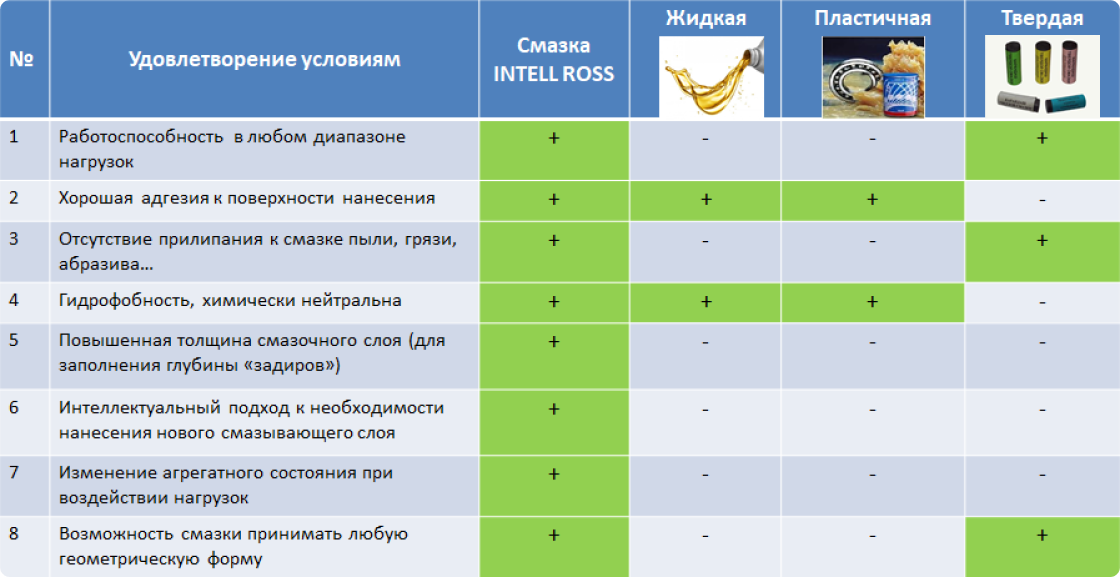 № Удовлетворение условиям Смазка INTELL ROSS Жидкая Пластичная Твердая
1 Работоспособность в любом диапазоне + - - +
нагрузок
2 Хорошая адгезия к поверхности нанесения + + + -
3 Отсутствие прилипания к смазке пыли, грязи, + - - +
абразива…
4 Гидрофобность, химически нейтральна + + + -
5 Повышенная толщина смазочного слоя (для + - - -
заполнения глубины «задиров»)
6 Интеллектуальный подход к необходимости + - - -
нанесения нового смазывающего слоя
7 Изменение агрегатного состояния при + - - -
воздействии нагрузок
8 Возможность смазки принимать любую + - - +
геометрическую форму